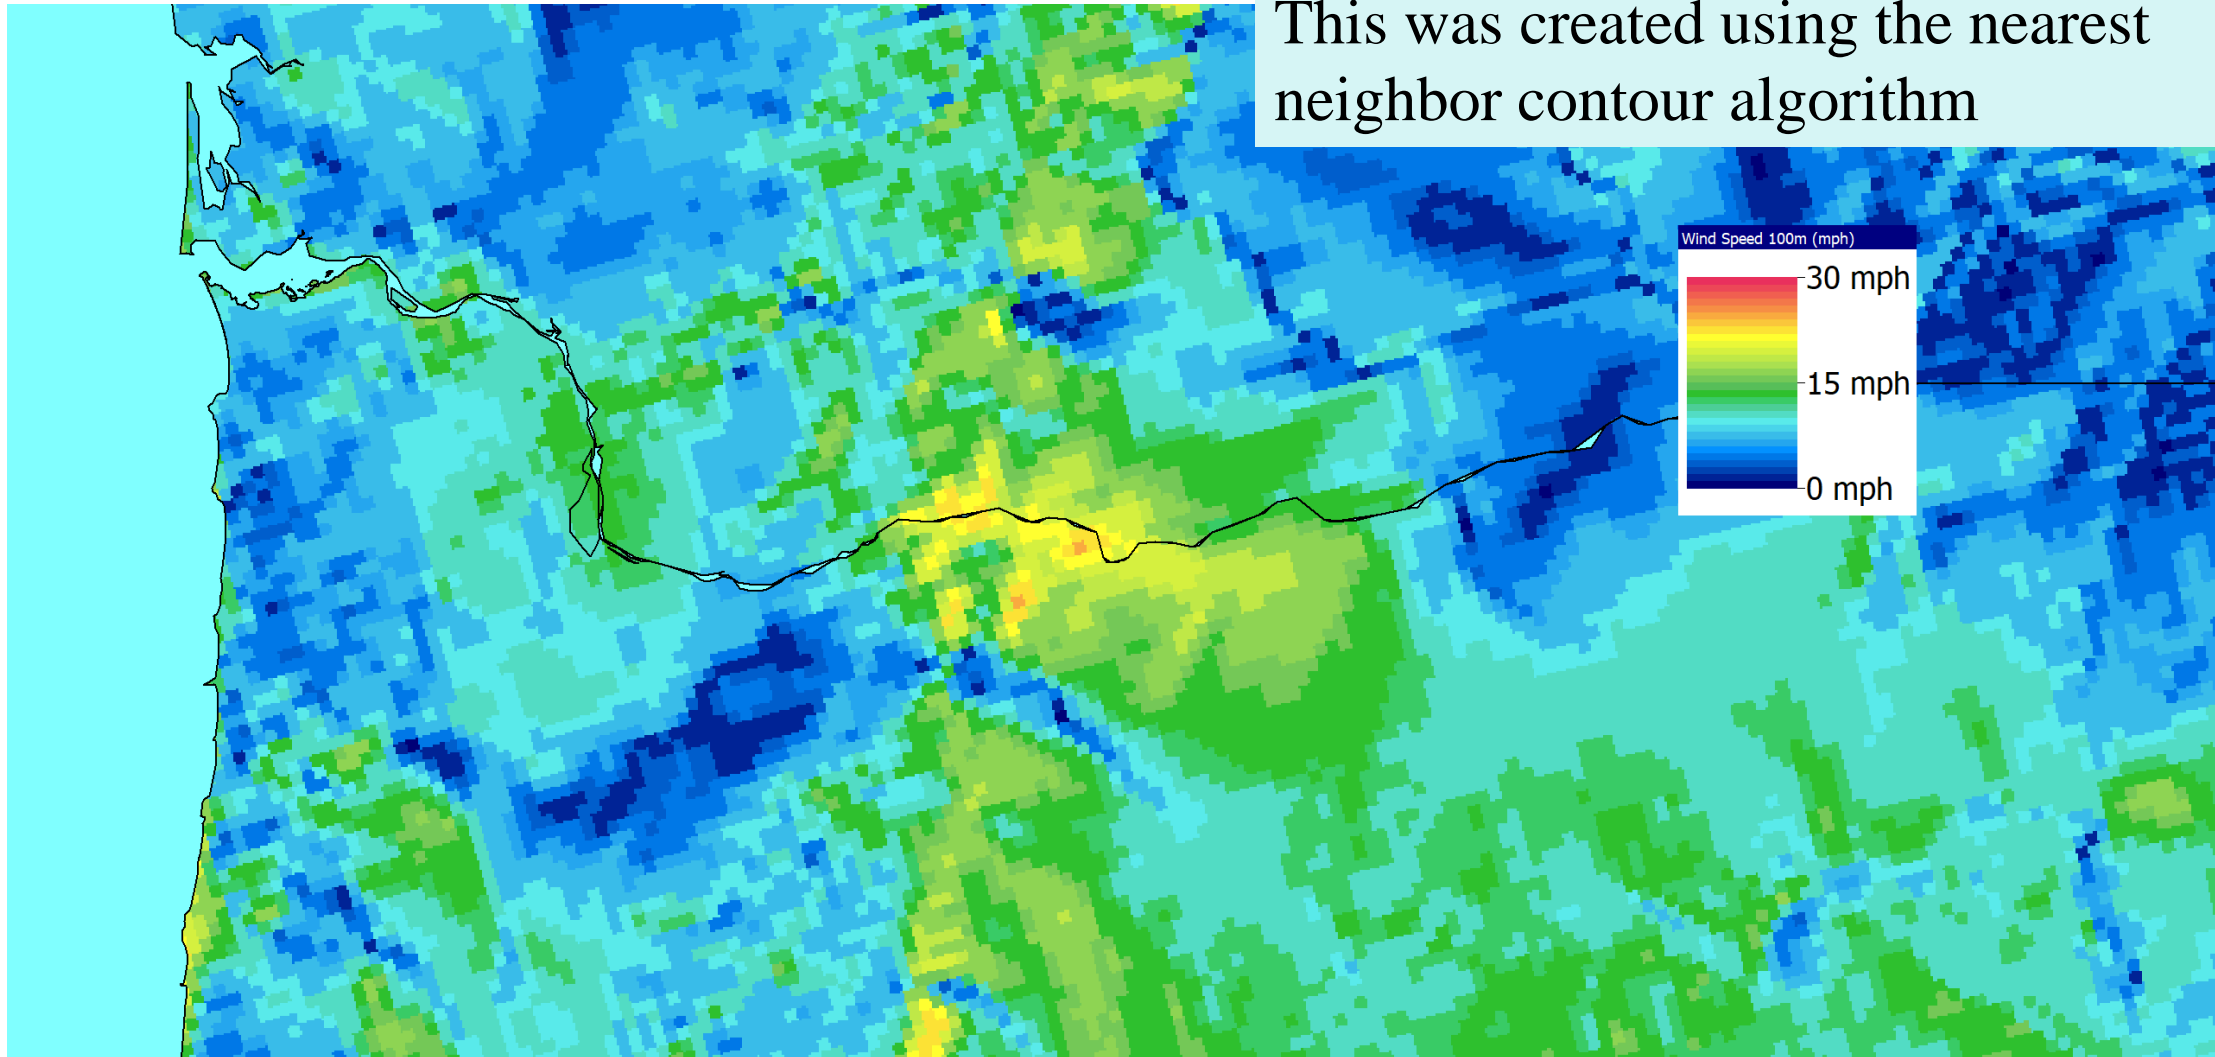 This was created using the nearest
neighbor contour algorithm
Wind Speed 100m (mph)
30 mph
15 mph
0 mph